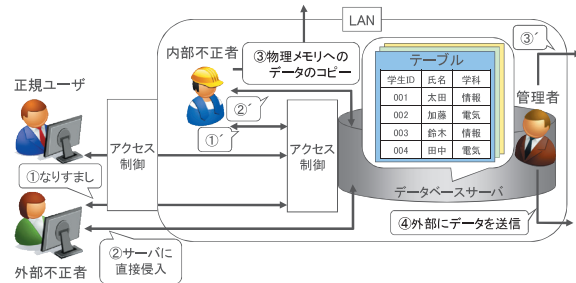 LAN
③´
内部不正者
③物理メモリへの
データのコピー
テーブル
学生ID 氏名 学科
001 太田 情報
002 加藤 電気
003 鈴木 情報
004 田中 電気
正規ユーザ
管理者
②´
①´
アクセス
制御
アクセス
制御
①なりすまし
データベースサーバ
④外部にデータを送信
②サーバに
直接侵入
外部不正者